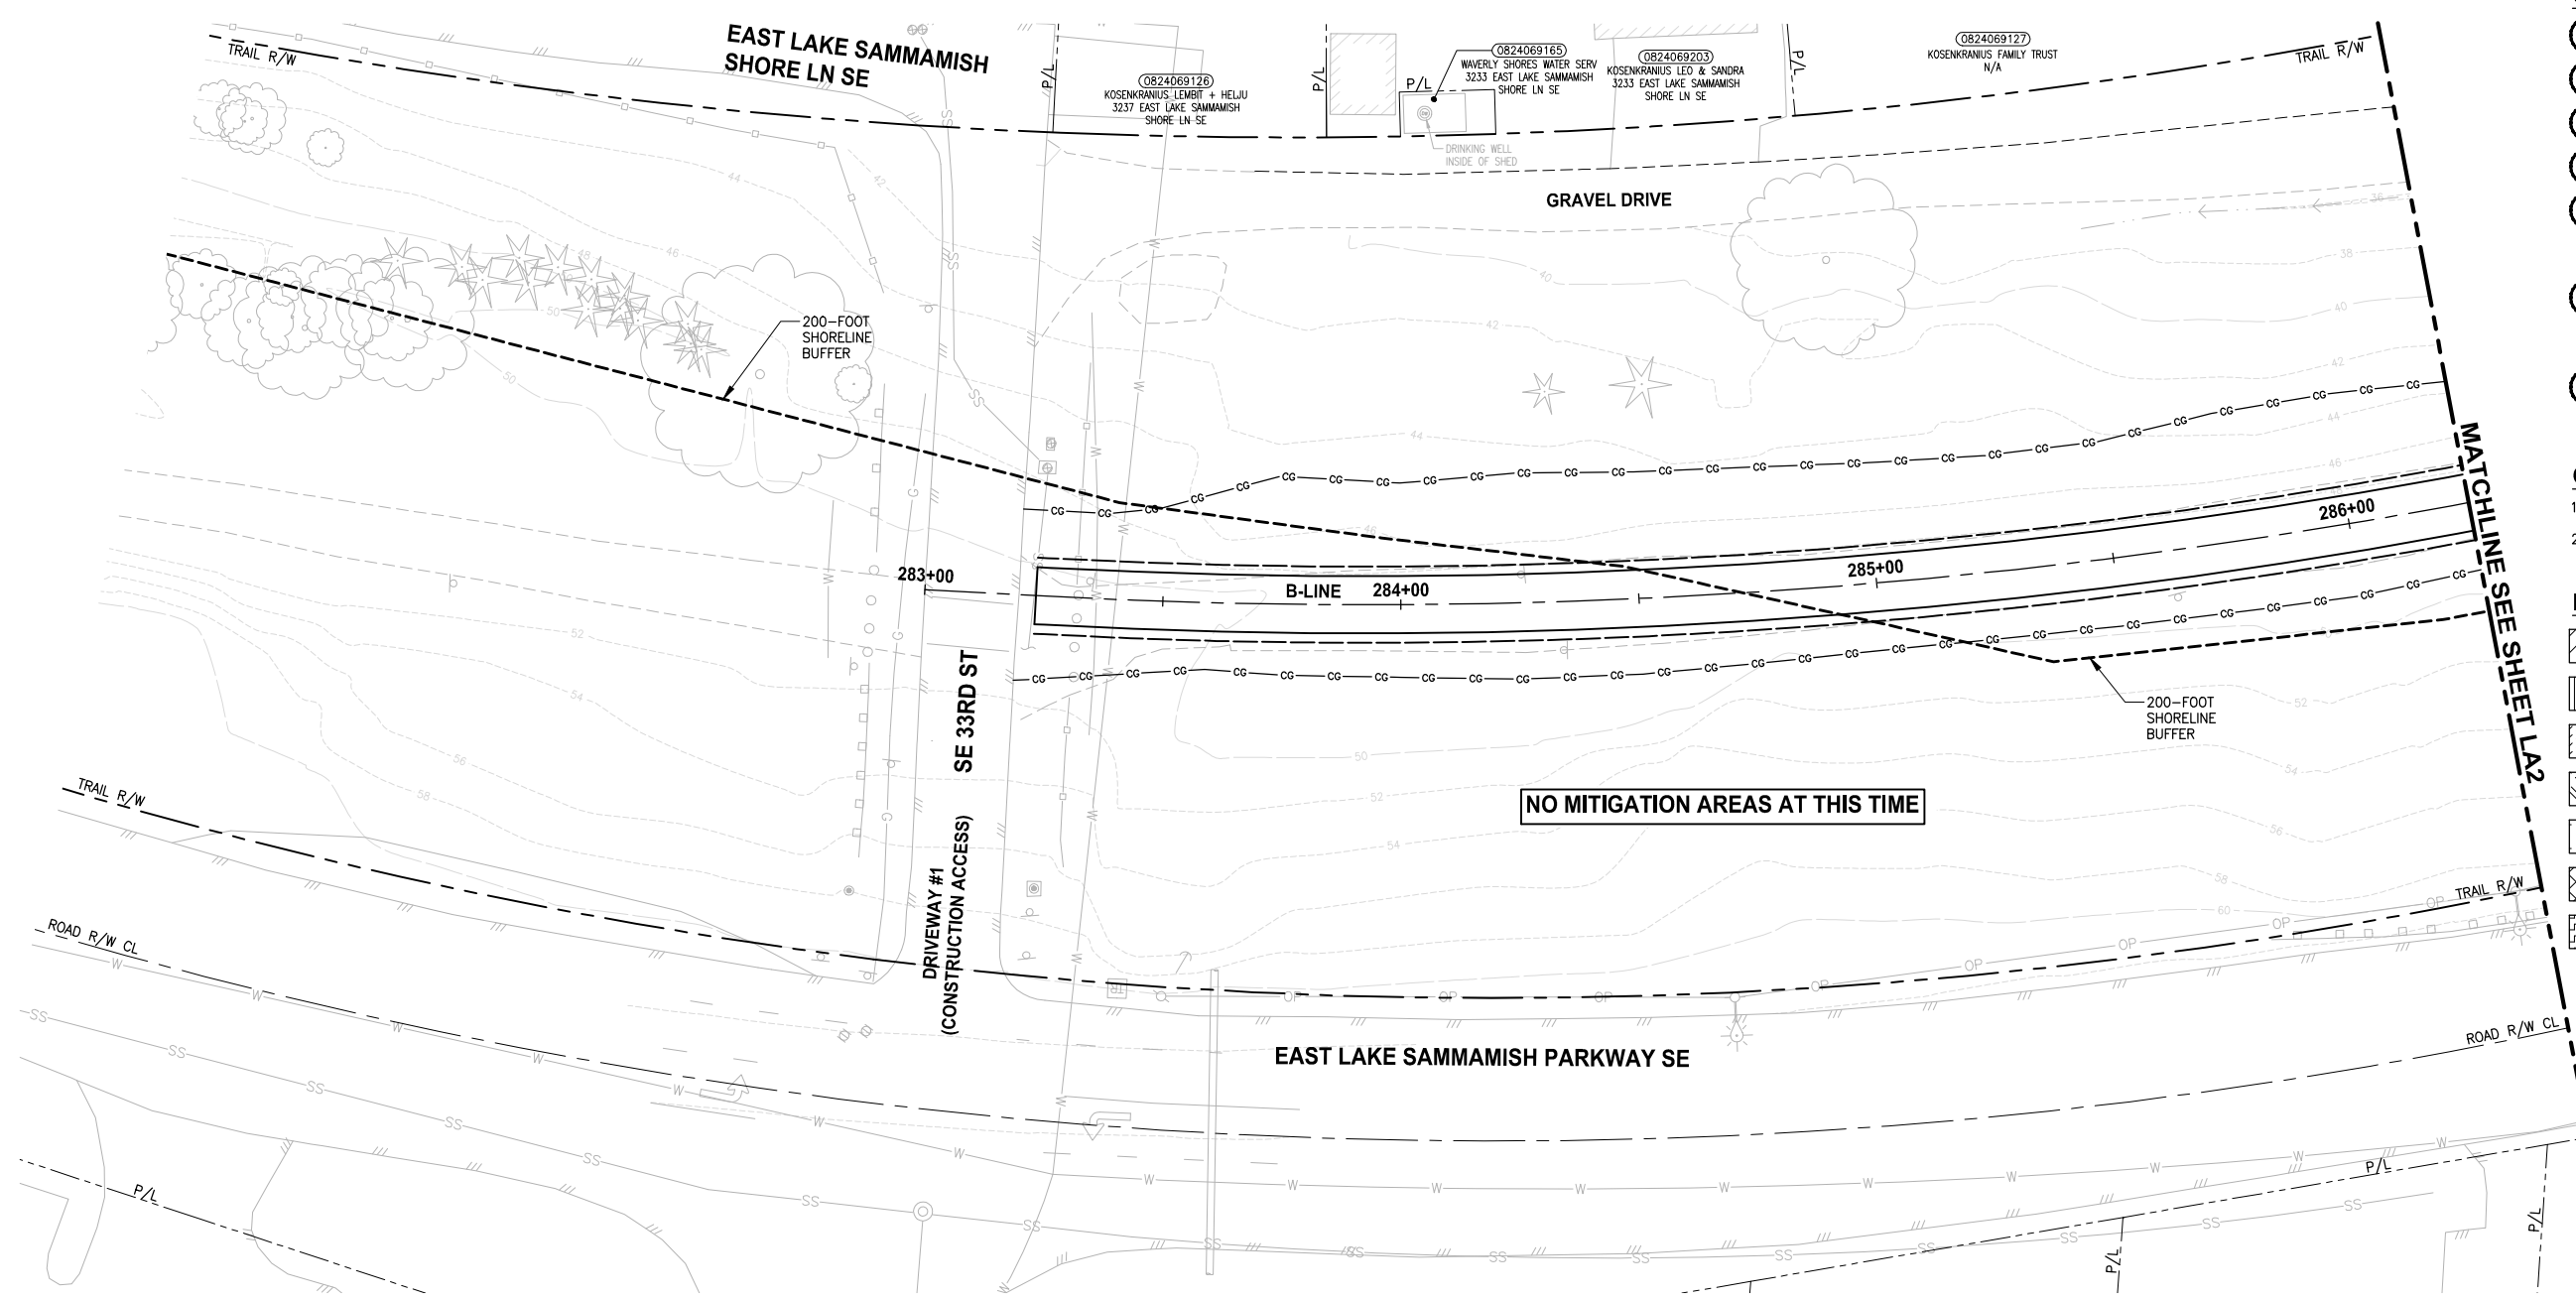 EAST LAKE SAMMAMISH
SHORE LN SE
TRAIL R/W
P/L
0824069126
KOSENKRANIUS LEMBIT + HELJU
3237 EAST LAKE SAMMAMISH
SHORE LN SE
P/L
P/L
0824069165
WAVERLY SHORES WATER SERV
3233 EAST LAKE SAMMAMISH
SHORE LN SE
DRINKING WELL
INSIDE OF SHED
0824069203
KOSENKRANIUS LEO & SANDRA
3233 EAST LAKE SAMMAMISH
SHORE LN SE
P/L
0824069127
KOSENKRANIUS FAMILY TRUST
N/A
TRAIL R/W
GRAVEL DRIVE
200-FOOT
SHORELINE
BUFFER
283+00
B-LINE
284+00
285+00
286+00
MATCHLINE SEE SHEET LA2
200-FOOT
SHORELINE
BUFFER
SE 33RD ST
DRIVEWAY #1
(CONSTRUCTION ACCESS)
NO MITIGATION AREAS AT THIS TIME
TRAIL R/W
TRAIL R/W
ROAD R/W CL
ROAD R/W CL
EAST LAKE SAMMAMISH PARKWAY SE
P/L
P/L
P/L
P/L